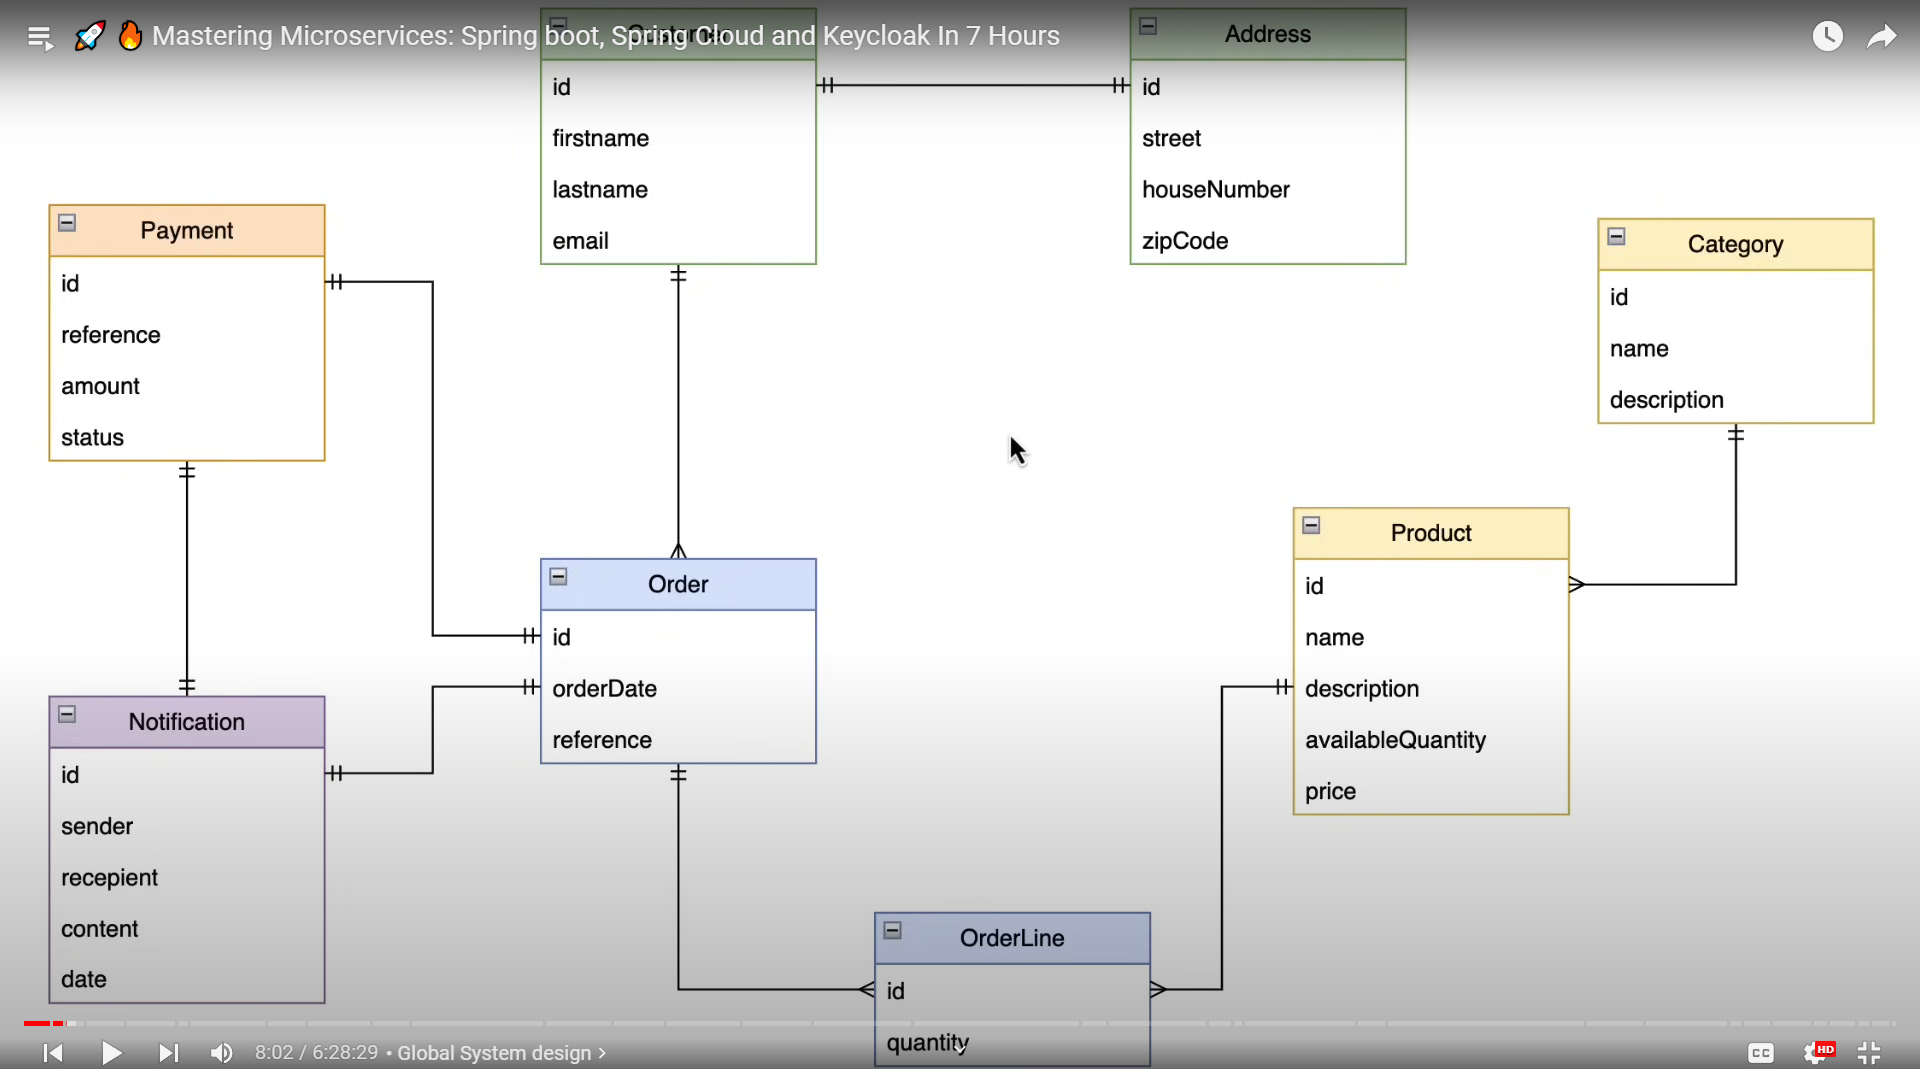 Mastering Microservices: Spring boot, Spring Cloud and Keycloak In 7 Hours
Customer
id
firstname
lastname
email
Address
id
street
houseNumber
zipCode
Payment
id
reference
amount
status
Category
id
name
description
Order
id
orderDate
reference
Product
id
name
description
availableQuantity
price
Notification
id
sender
recepient
content
date
OrderLine
id
quantity
8:02 / 6:28:29 • Global System design
CC
HD